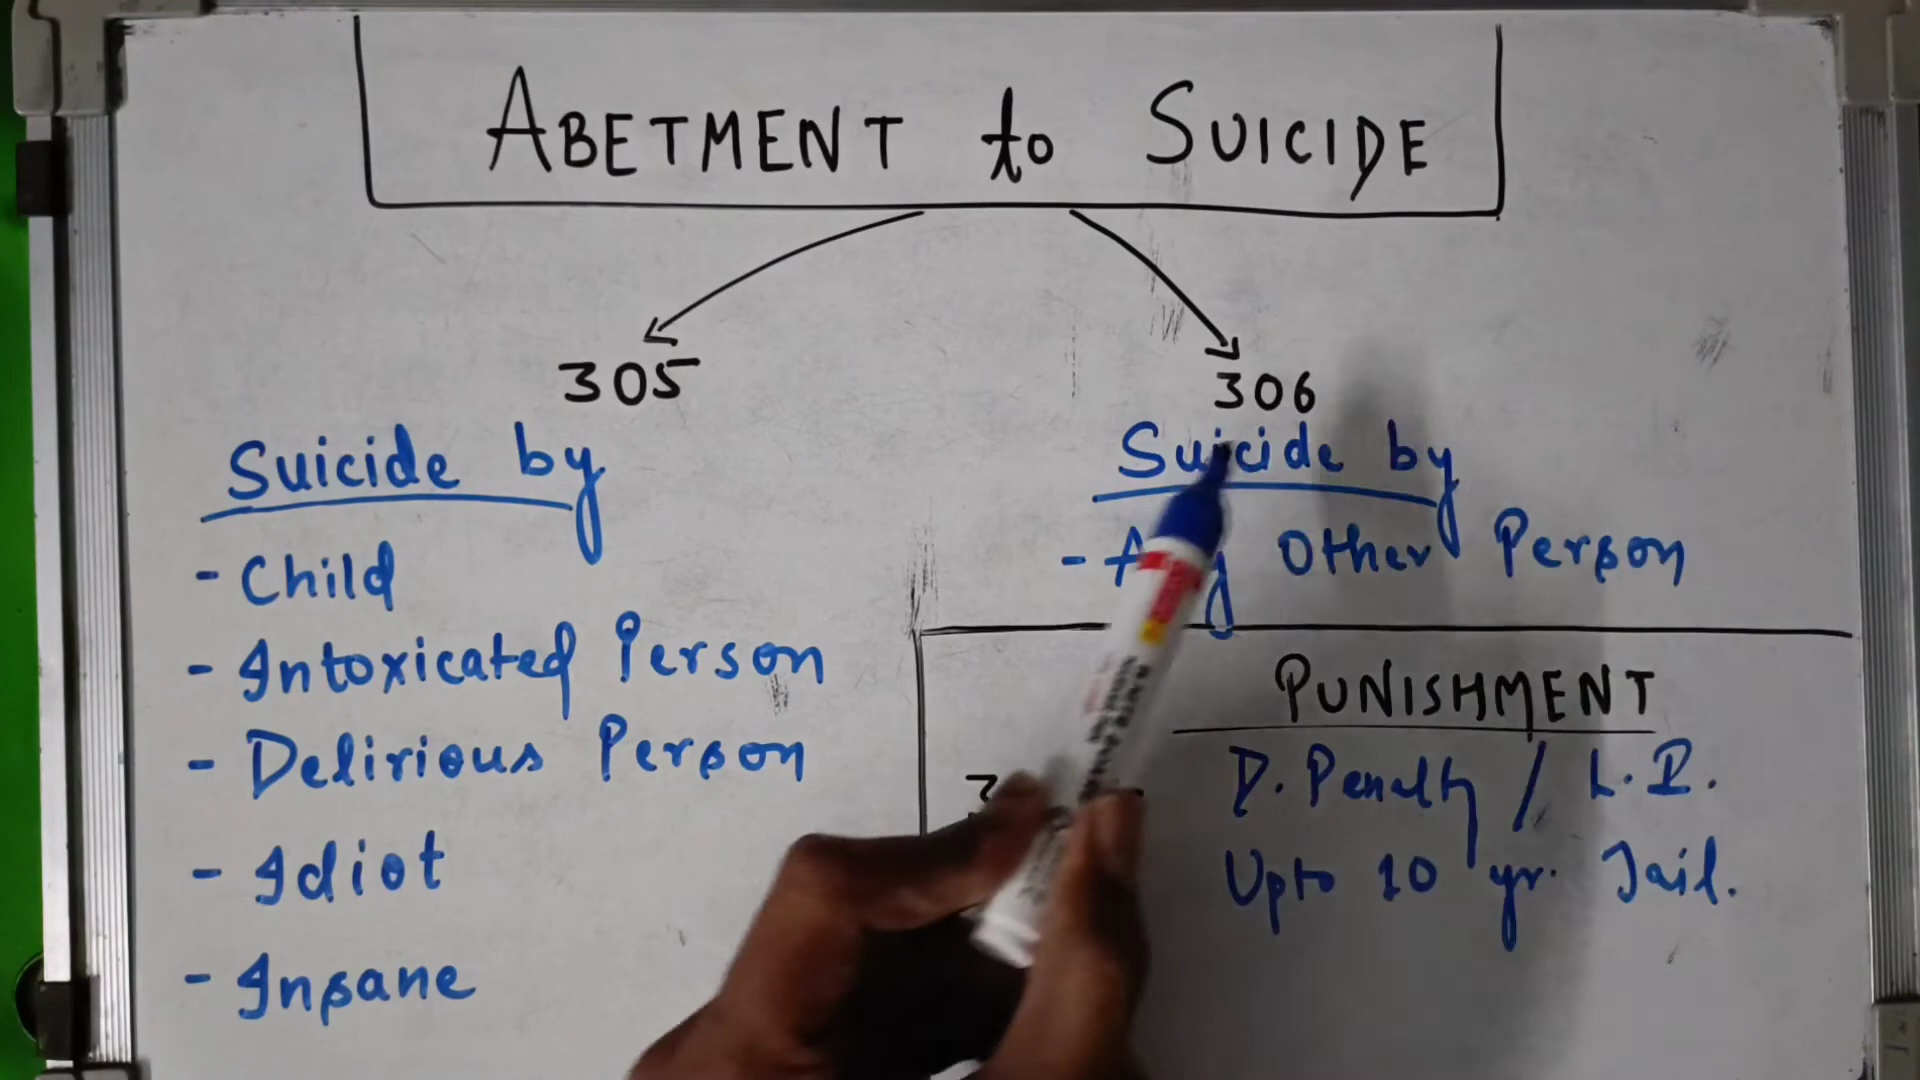 ABETMENT to SUICIDE
305
306
Suicide by
- Child
- Intoxicated Person
- Delirious Person
- Idiot
- Insane
Suicide by
- Any Other Person
PUNISHMENT
D. Penalty / L.I.
Upto 10 yr. Jail.